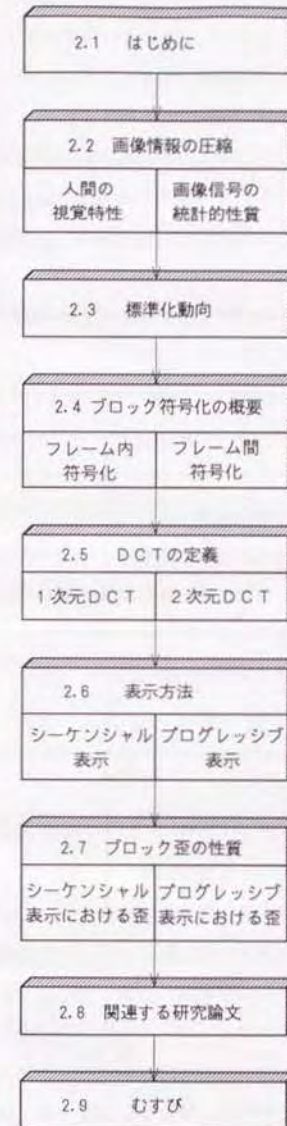 2.1 はじめに
2.2 画像情報の圧縮
人間の
視覚特性
画像信号の
統計的性質
2.3 標準化動向
2.4 ブロック符号化の概要
フレーム内
符号化
フレーム間
符号化
2.5 DCTの定義
1次元DCT
2次元DCT
2.6 表示方法
シーケンシャル
表示
プログレッシブ
表示
2.7 ブロック歪の性質
シーケンシャル
表示における歪
プログレッシブ
表示における歪
2.8 関連する研究論文
2.9 むすび